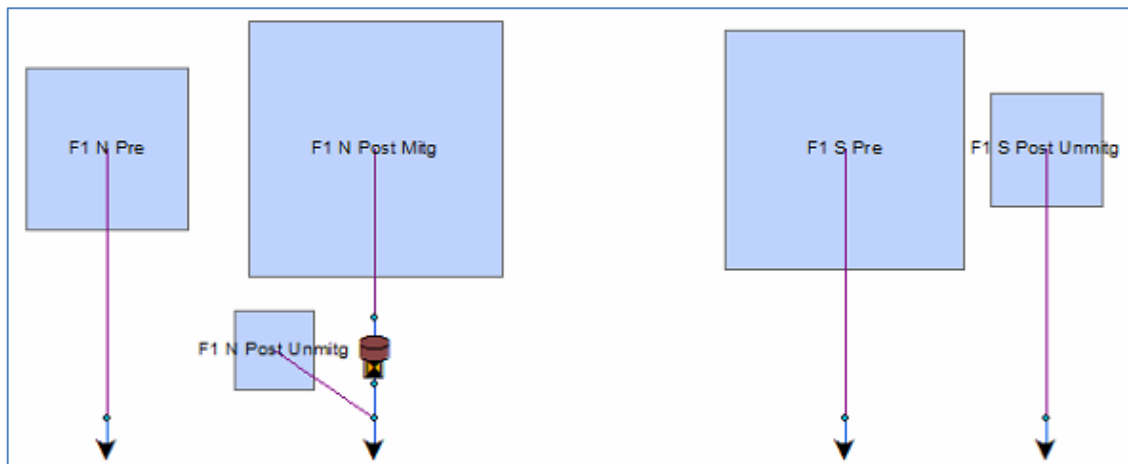 F1 N Pre
F1 N Post Mitg
F1 S Pre
F1 S Post Unmitg
F1 N Post Unmitg